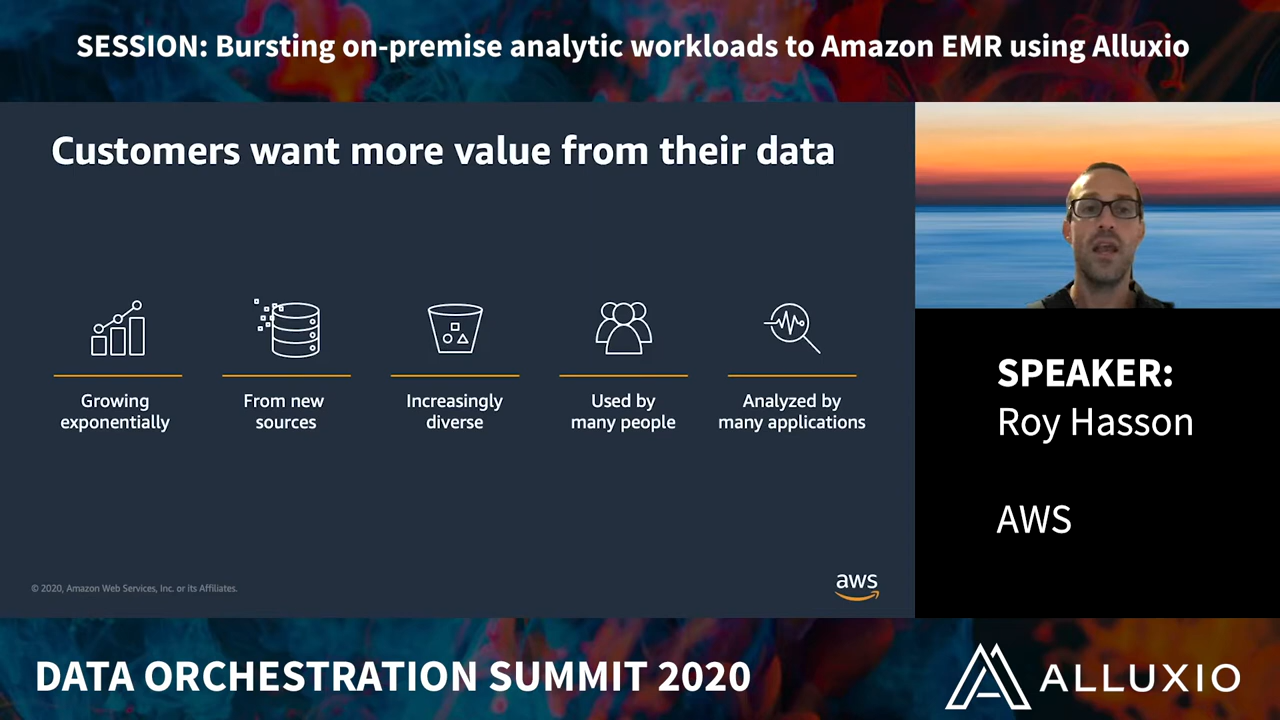 SESSION: Bursting on-premise analytic workloads to Amazon EMR using Alluxio
Customers want more value from their data
Growing
exponentially
From new
sources
Increasingly
diverse
Used by
many people
Analyzed by
many applications
© 2020, Amazon Web Services, Inc. or its Affiliates.
aws
SPEAKER:
Roy Hasson
AWS
DATA ORCHESTRATION SUMMIT 2020
ALLUXIO